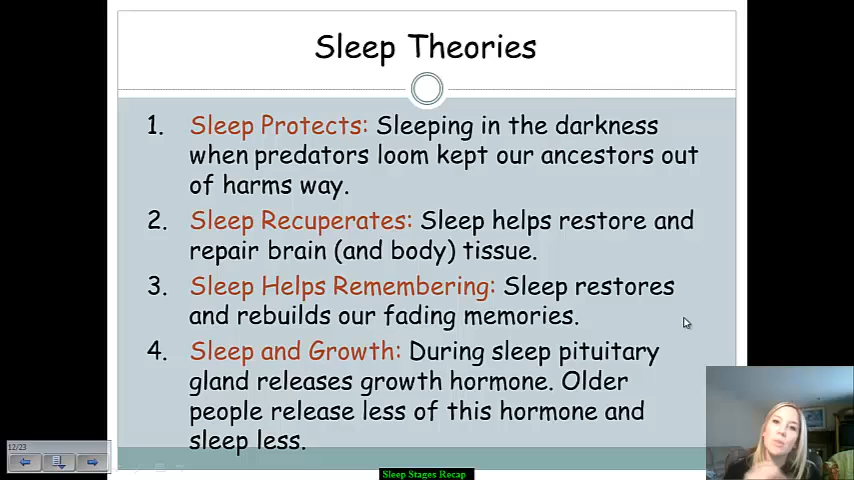 Sleep Theories
1. Sleep Protects: Sleeping in the darkness
when predators loom kept our ancestors out
of harms way.
2. Sleep Recuperates: Sleep helps restore and
repair brain (and body) tissue.
3. Sleep Helps Remembering: Sleep restores
and rebuilds our fading memories.
4. Sleep and Growth: During sleep pituitary
gland releases growth hormone. Older
people release less of this hormone and
sleep less.
12/23
Sleep Stages Recap